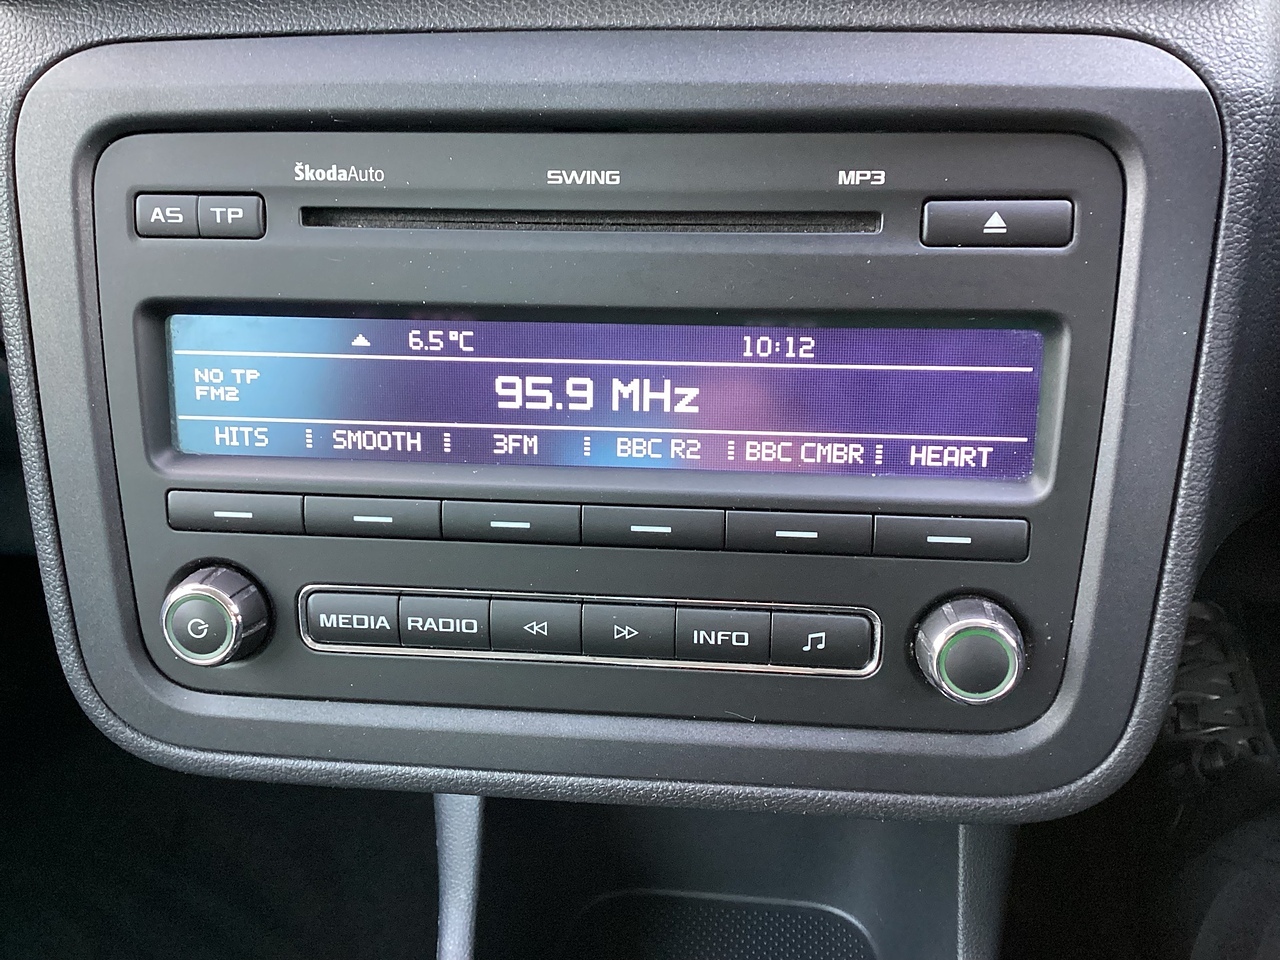 ŠkodaAuto SWING MP3
AS TP
6.5°C 10:12
NO TP
FM2
95.9 MHz
HITS SMOOTH 3FM BBC R2 BBC CMBR HEART
MEDIA RADIO INFO